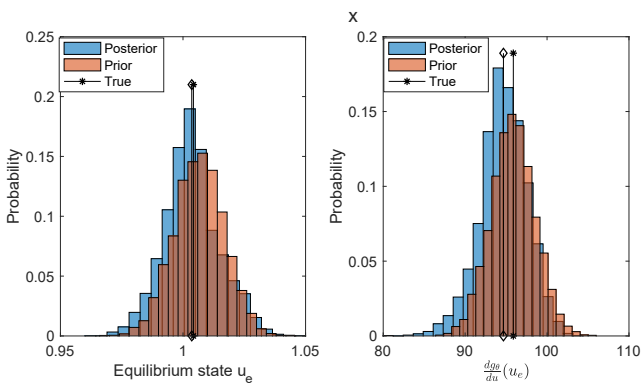 x
0.25
0.2
0.15
0.1
0.05
0
0.95
1
1.05
Probability
Equilibrium state u_e
Posterior
Prior
True
0.2
0.15
0.1
0.05
0
80
90
100
110
Probability
dg_θ/du (u_e)
Posterior
Prior
True